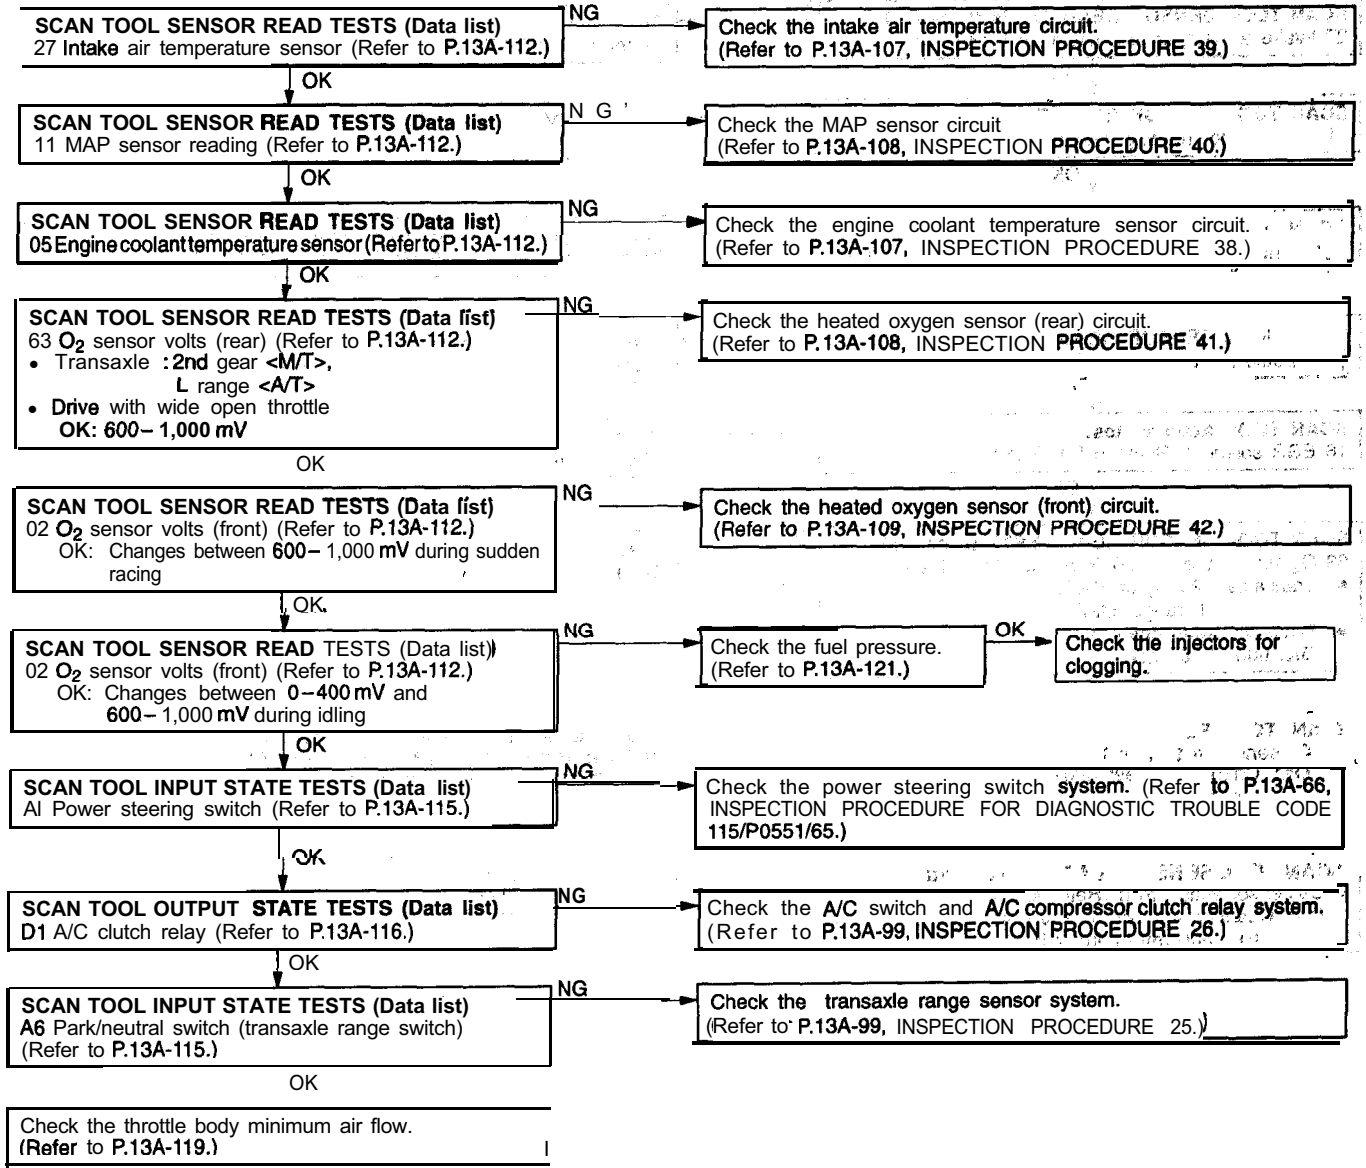 SCAN TOOL SENSOR READ TESTS (Data list)
27 Intake air temperature sensor (Refer to P.13A-112.)
NG
Check the intake air temperature circuit.
(Refer to P.13A-107, INSPECTION PROCEDURE 39.)
OK
SCAN TOOL SENSOR READ TESTS (Data list)
11 MAP sensor reading (Refer to P.13A-112.)
N G '
Check the MAP sensor circuit
(Refer to P.13A-108, INSPECTION PROCEDURE 40.)
OK
SCAN TOOL SENSOR READ TESTS (Data list)
05 Engine coolant temperature sensor (Refer to P.13A-112.)
NG
Check the engine coolant temperature sensor circuit.
(Refer to P.13A-107, INSPECTION PROCEDURE 38.)
OK
SCAN TOOL SENSOR READ TESTS (Data list)
63 O2 sensor volts (rear) (Refer to P.13A-112.)
• Transaxle : 2nd gear <M/T>,
L range <A/T>
• Drive with wide open throttle
OK: 600– 1,000 mV
NG
Check the heated oxygen sensor (rear) circuit.
(Refer to P.13A-108, INSPECTION PROCEDURE 41.)
OK
SCAN TOOL SENSOR READ TESTS (Data list)
02 O2 sensor volts (front) (Refer to P.13A-112.)
OK: Changes between 600– 1,000 mV during sudden
racing
NG
Check the heated oxygen sensor (front) circuit.
(Refer to P.13A-109, INSPECTION PROCEDURE 42.)
OK.
SCAN TOOL SENSOR READ TESTS (Data list)
02 O2 sensor volts (front) (Refer to P.13A-112.)
OK: Changes between 0–400 mV and
600– 1,000 mV during idling
NG
Check the fuel pressure.
(Refer to P.13A-121.)
OK
Check the injectors for
clogging.
OK
SCAN TOOL INPUT STATE TESTS (Data list)
AI Power steering switch (Refer to P.13A-115.)
NG
Check the power steering switch system. (Refer to P.13A-66,
INSPECTION PROCEDURE FOR DIAGNOSTIC TROUBLE CODE
115/P0551/65.)
OK
SCAN TOOL OUTPUT STATE TESTS (Data list)
D1 A/C clutch relay (Refer to P.13A-116.)
NG
Check the A/C switch and A/C compressor clutch relay system.
(Refer to P.13A-99, INSPECTION PROCEDURE 26.)
OK
SCAN TOOL INPUT STATE TESTS (Data list)
A6 Park/neutral switch (transaxle range switch)
(Refer to P.13A-115.)
NG
Check the transaxle range sensor system.
(Refer to P.13A-99, INSPECTION PROCEDURE 25.)
OK
Check the throttle body minimum air flow.
(Refer to P.13A-119.)